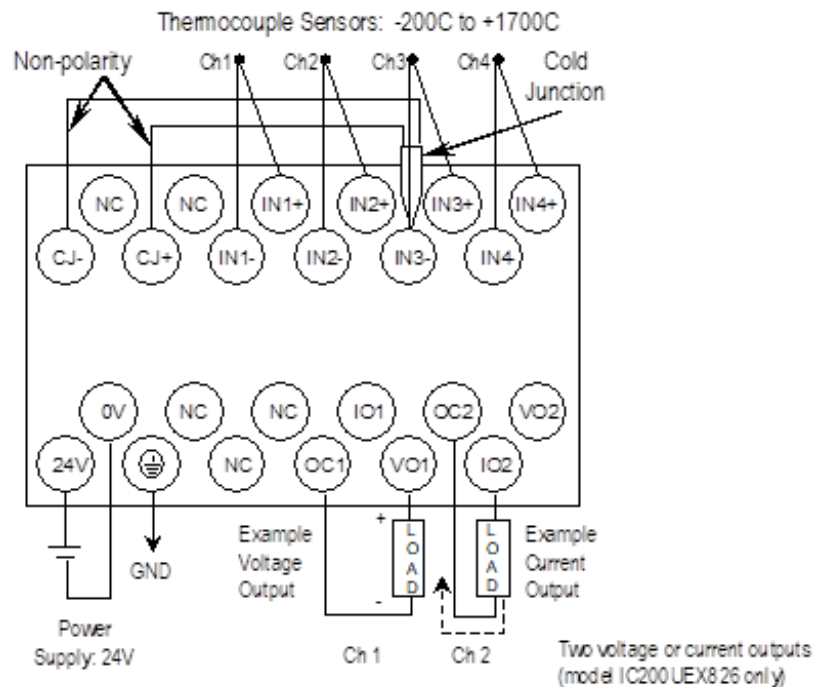 Thermocouple Sensors: -200C to +1700C
Non-polarity
Ch1
Ch2
Ch3
Ch4
Cold
Junction
NC
NC
IN1+
IN2+
IN3+
IN4+
CJ-
CJ+
IN1-
IN2-
IN3-
IN4
0V
NC
NC
IO1
OC2
VO2
24V
NC
OC1
VO1
IO2
GND
Example
Voltage
Output
+
-
LOAD
LOAD
Example
Current
Output
Power
Supply: 24V
Ch 1
Ch 2
Two voltage or current outputs
(model IC200UEX826 only)